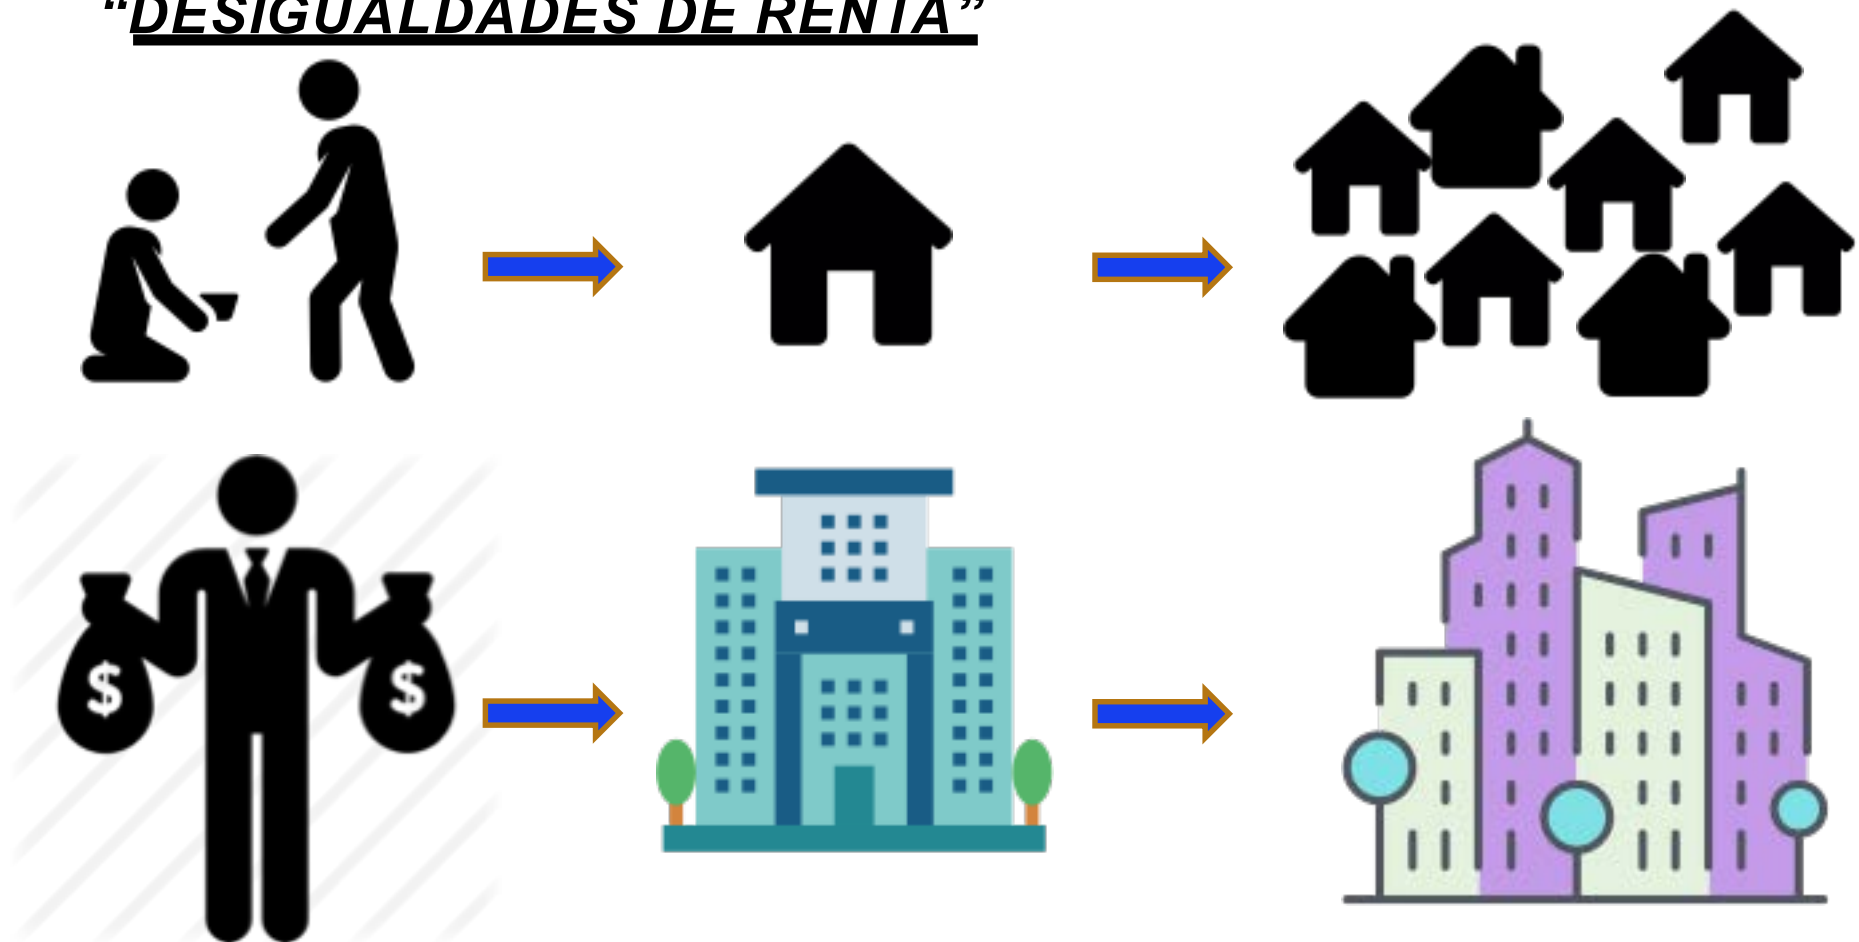 “DESIGUALDADES DE RENTA”
$ $